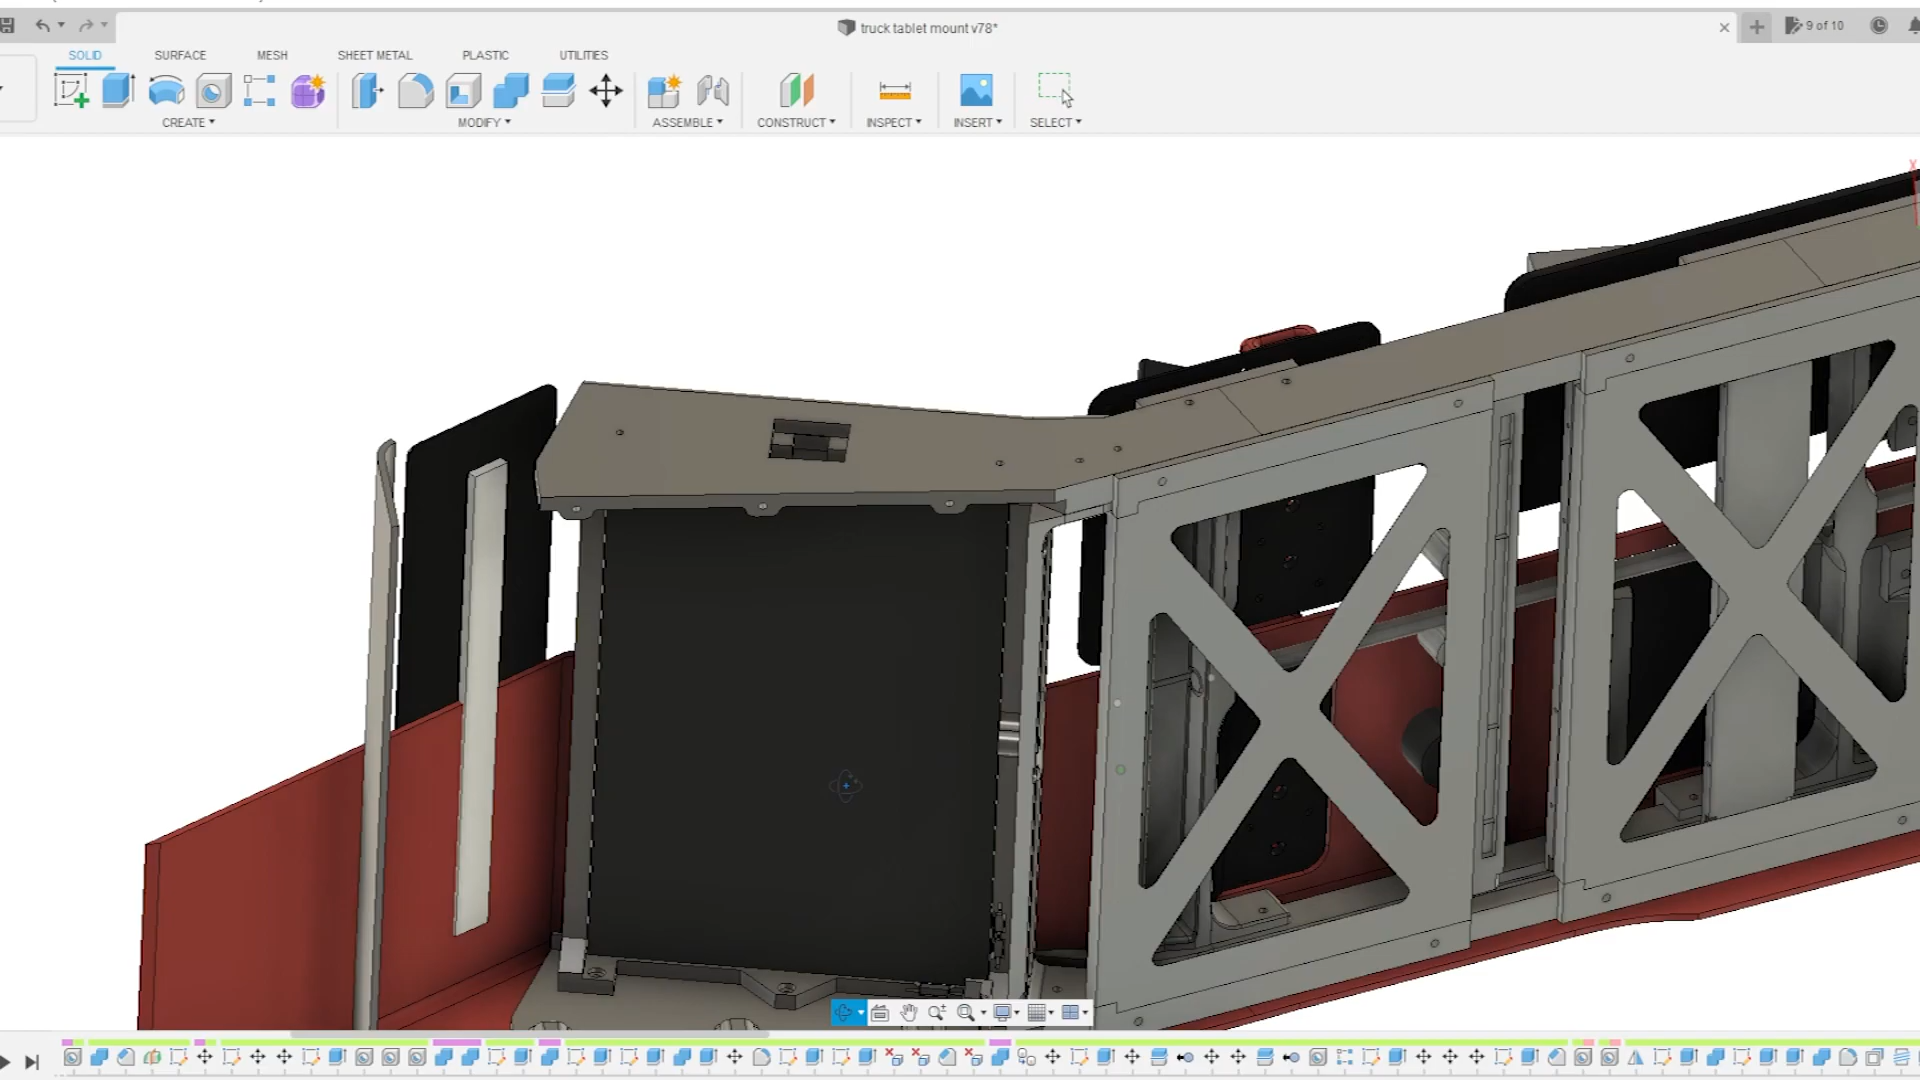 truck tablet mount v78*
9 of 10
SOLID SURFACE MESH SHEET METAL PLASTIC UTILITIES
CREATE MODIFY ASSEMBLE CONSTRUCT INSPECT INSERT SELECT
X